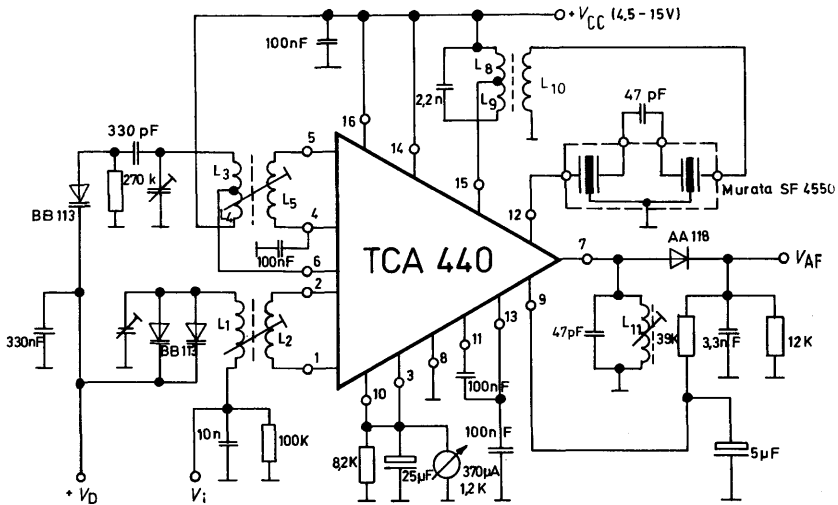 +V_CC (4,5-15V)
100nF
L8
L9
L10
2,2n
47 pF
16
330 pF
5
14
L3
L4
L5
270 k
15
Murata SF 4550
BB 113
4
12
100nF
TCA 440
7
AA 118
V_AF
6
2
9
330nF
BB 113
L1
L2
11
13
47pF
L11
39K
3,3nF
12K
1
10
3
8
100nF
10n
100K
8,2K
25µF
370µA
1,2 K
100nF
5µF
+V_D
V_i